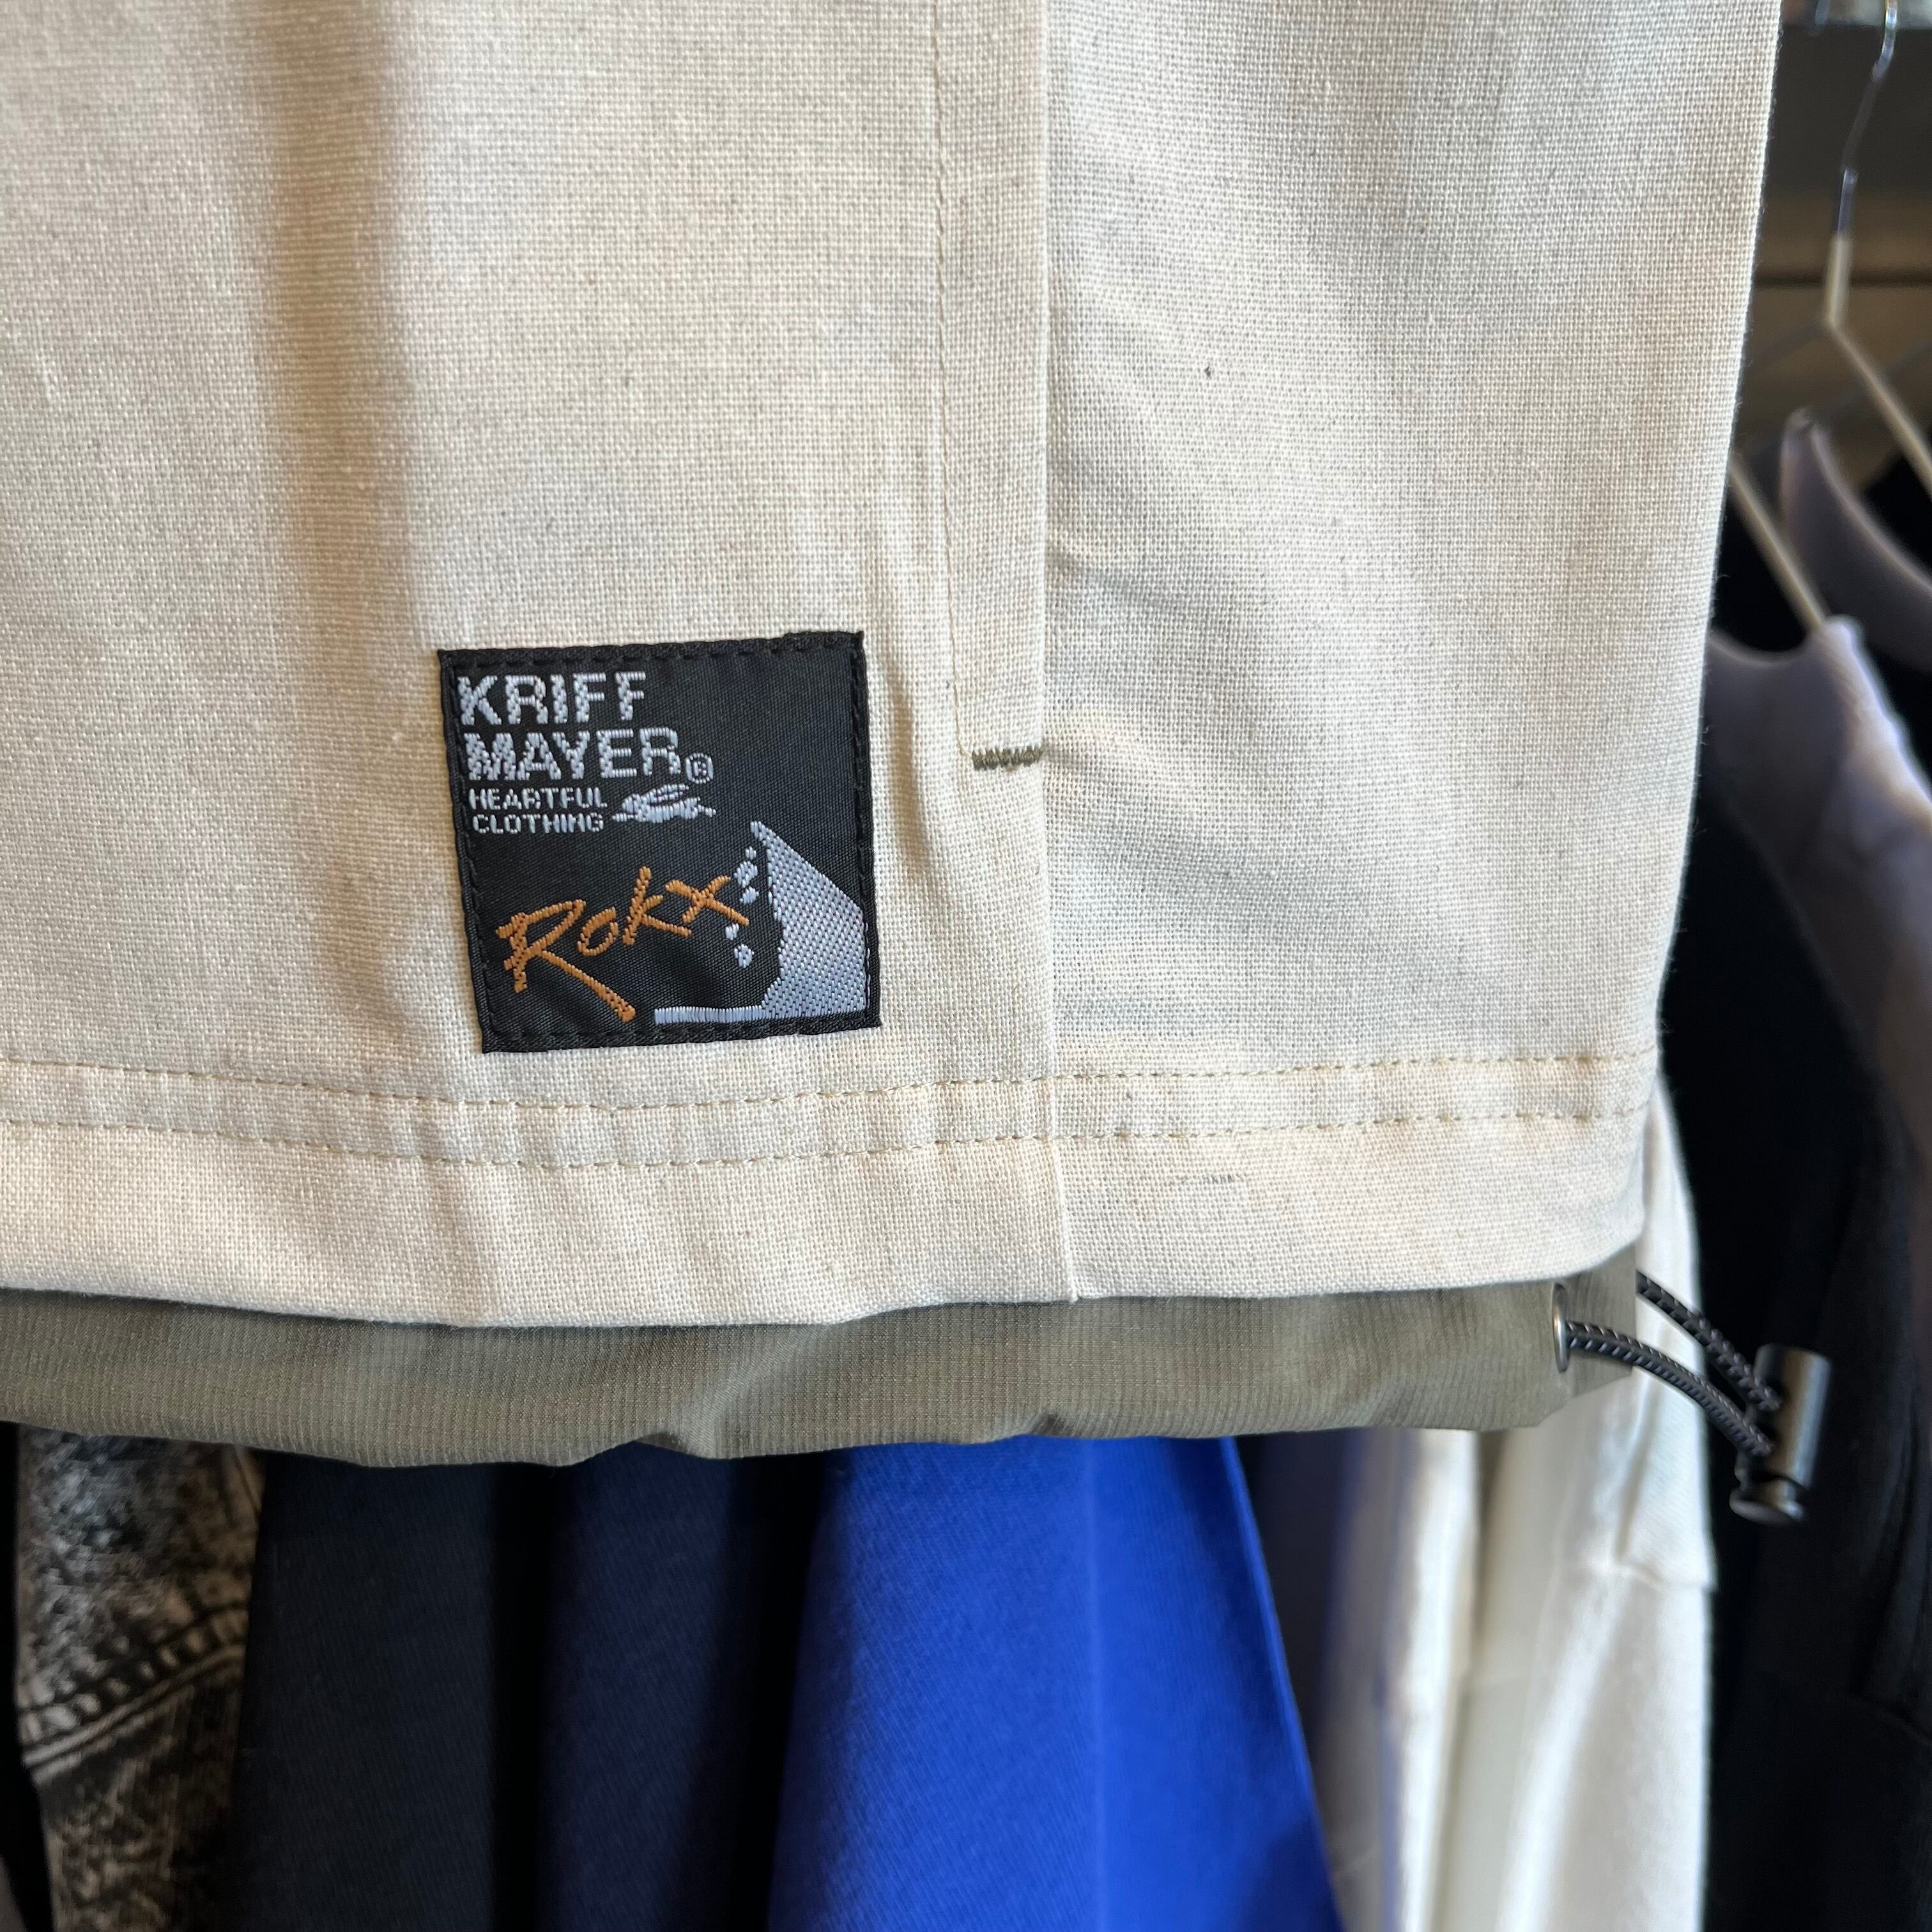 KRIFF
MAYER®
HEARTFUL
CLOTHING
Rokx